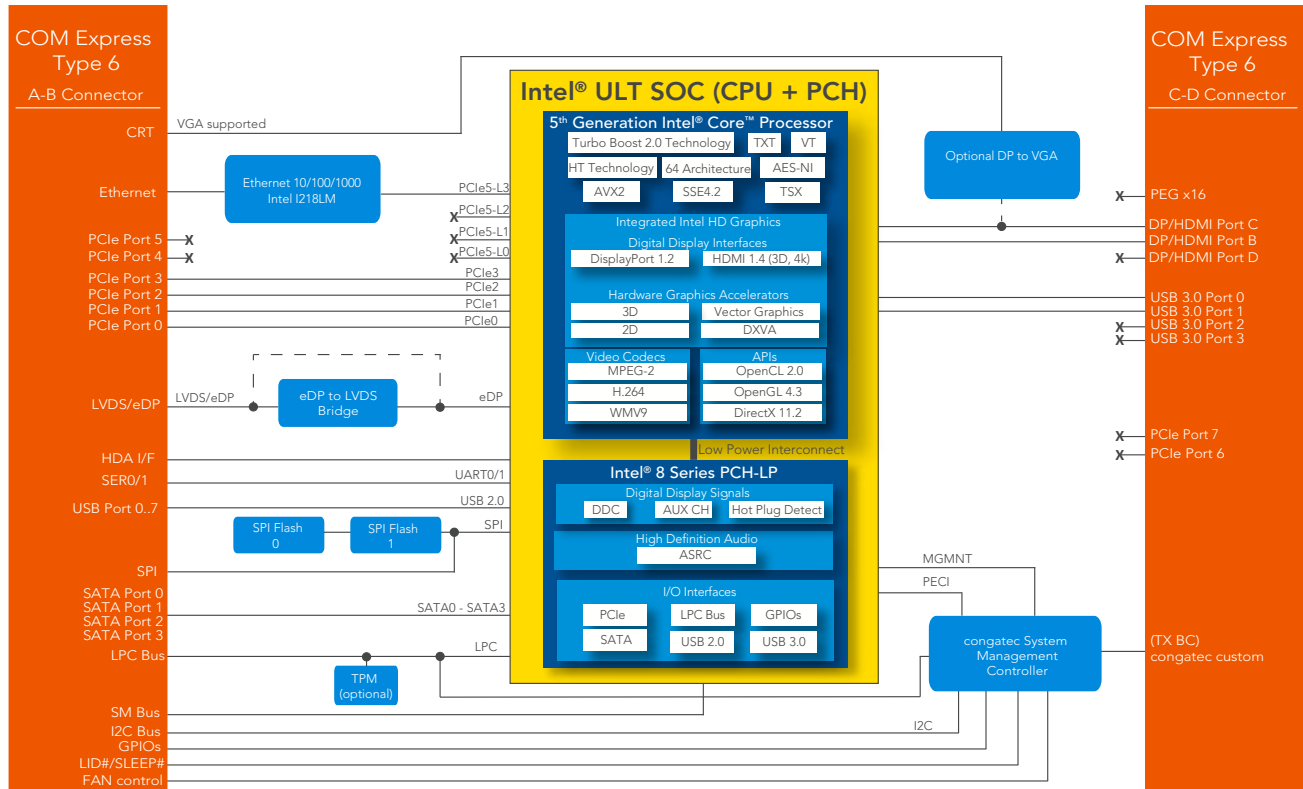 COM Express
Type 6
A-B Connector
CRT
Ethernet
PCIe Port 5
PCIe Port 4
PCIe Port 3
PCIe Port 2
PCIe Port 1
PCIe Port 0
LVDS/eDP
HDA I/F
SER0/1
USB Port 0..7
SPI
SATA Port 0
SATA Port 1
SATA Port 2
SATA Port 3
LPC Bus
SM Bus
I2C Bus
GPIOs
LID#/SLEEP#
FAN control
VGA supported
Ethernet 10/100/1000
Intel I218LM
PCIe5-L3
X PCIe5-L2
X PCIe5-L1
X PCIe5-L0
X
X
PCIe3
PCIe2
PCIe1
PCIe0
LVDS/eDP
eDP to LVDS
Bridge
eDP
UART0/1
USB 2.0
SPI Flash
0
SPI Flash
1
SPI
SATA0 - SATA3
LPC
TPM
(optional)
Intel® ULT SOC (CPU + PCH)
5th Generation Intel® Core™ Processor
Turbo Boost 2.0 Technology TXT VT
HT Technology 64 Architecture AES-NI
AVX2 SSE4.2 TSX
Integrated Intel HD Graphics
Digital Display Interfaces
DisplayPort 1.2 HDMI 1.4 (3D, 4k)
Hardware Graphics Accelerators
3D Vector Graphics
2D DXVA
Video Codecs
MPEG-2
H.264
WMV9
APIs
OpenCL 2.0
OpenGL 4.3
DirectX 11.2
Low Power Interconnect
Intel® 8 Series PCH-LP
Digital Display Signals
DDC AUX CH Hot Plug Detect
High Definition Audio
ASRC
I/O Interfaces
PCIe LPC Bus GPIOs
SATA USB 2.0 USB 3.0
Optional DP to VGA
MGMNT
PECI
congatec System
Management
Controller
I2C
COM Express
Type 6
C-D Connector
X PEG x16
DP/HDMI Port C
DP/HDMI Port B
X DP/HDMI Port D
USB 3.0 Port 0
USB 3.0 Port 1
X USB 3.0 Port 2
X USB 3.0 Port 3
X PCIe Port 7
X PCIe Port 6
(TX BC)
congatec custom